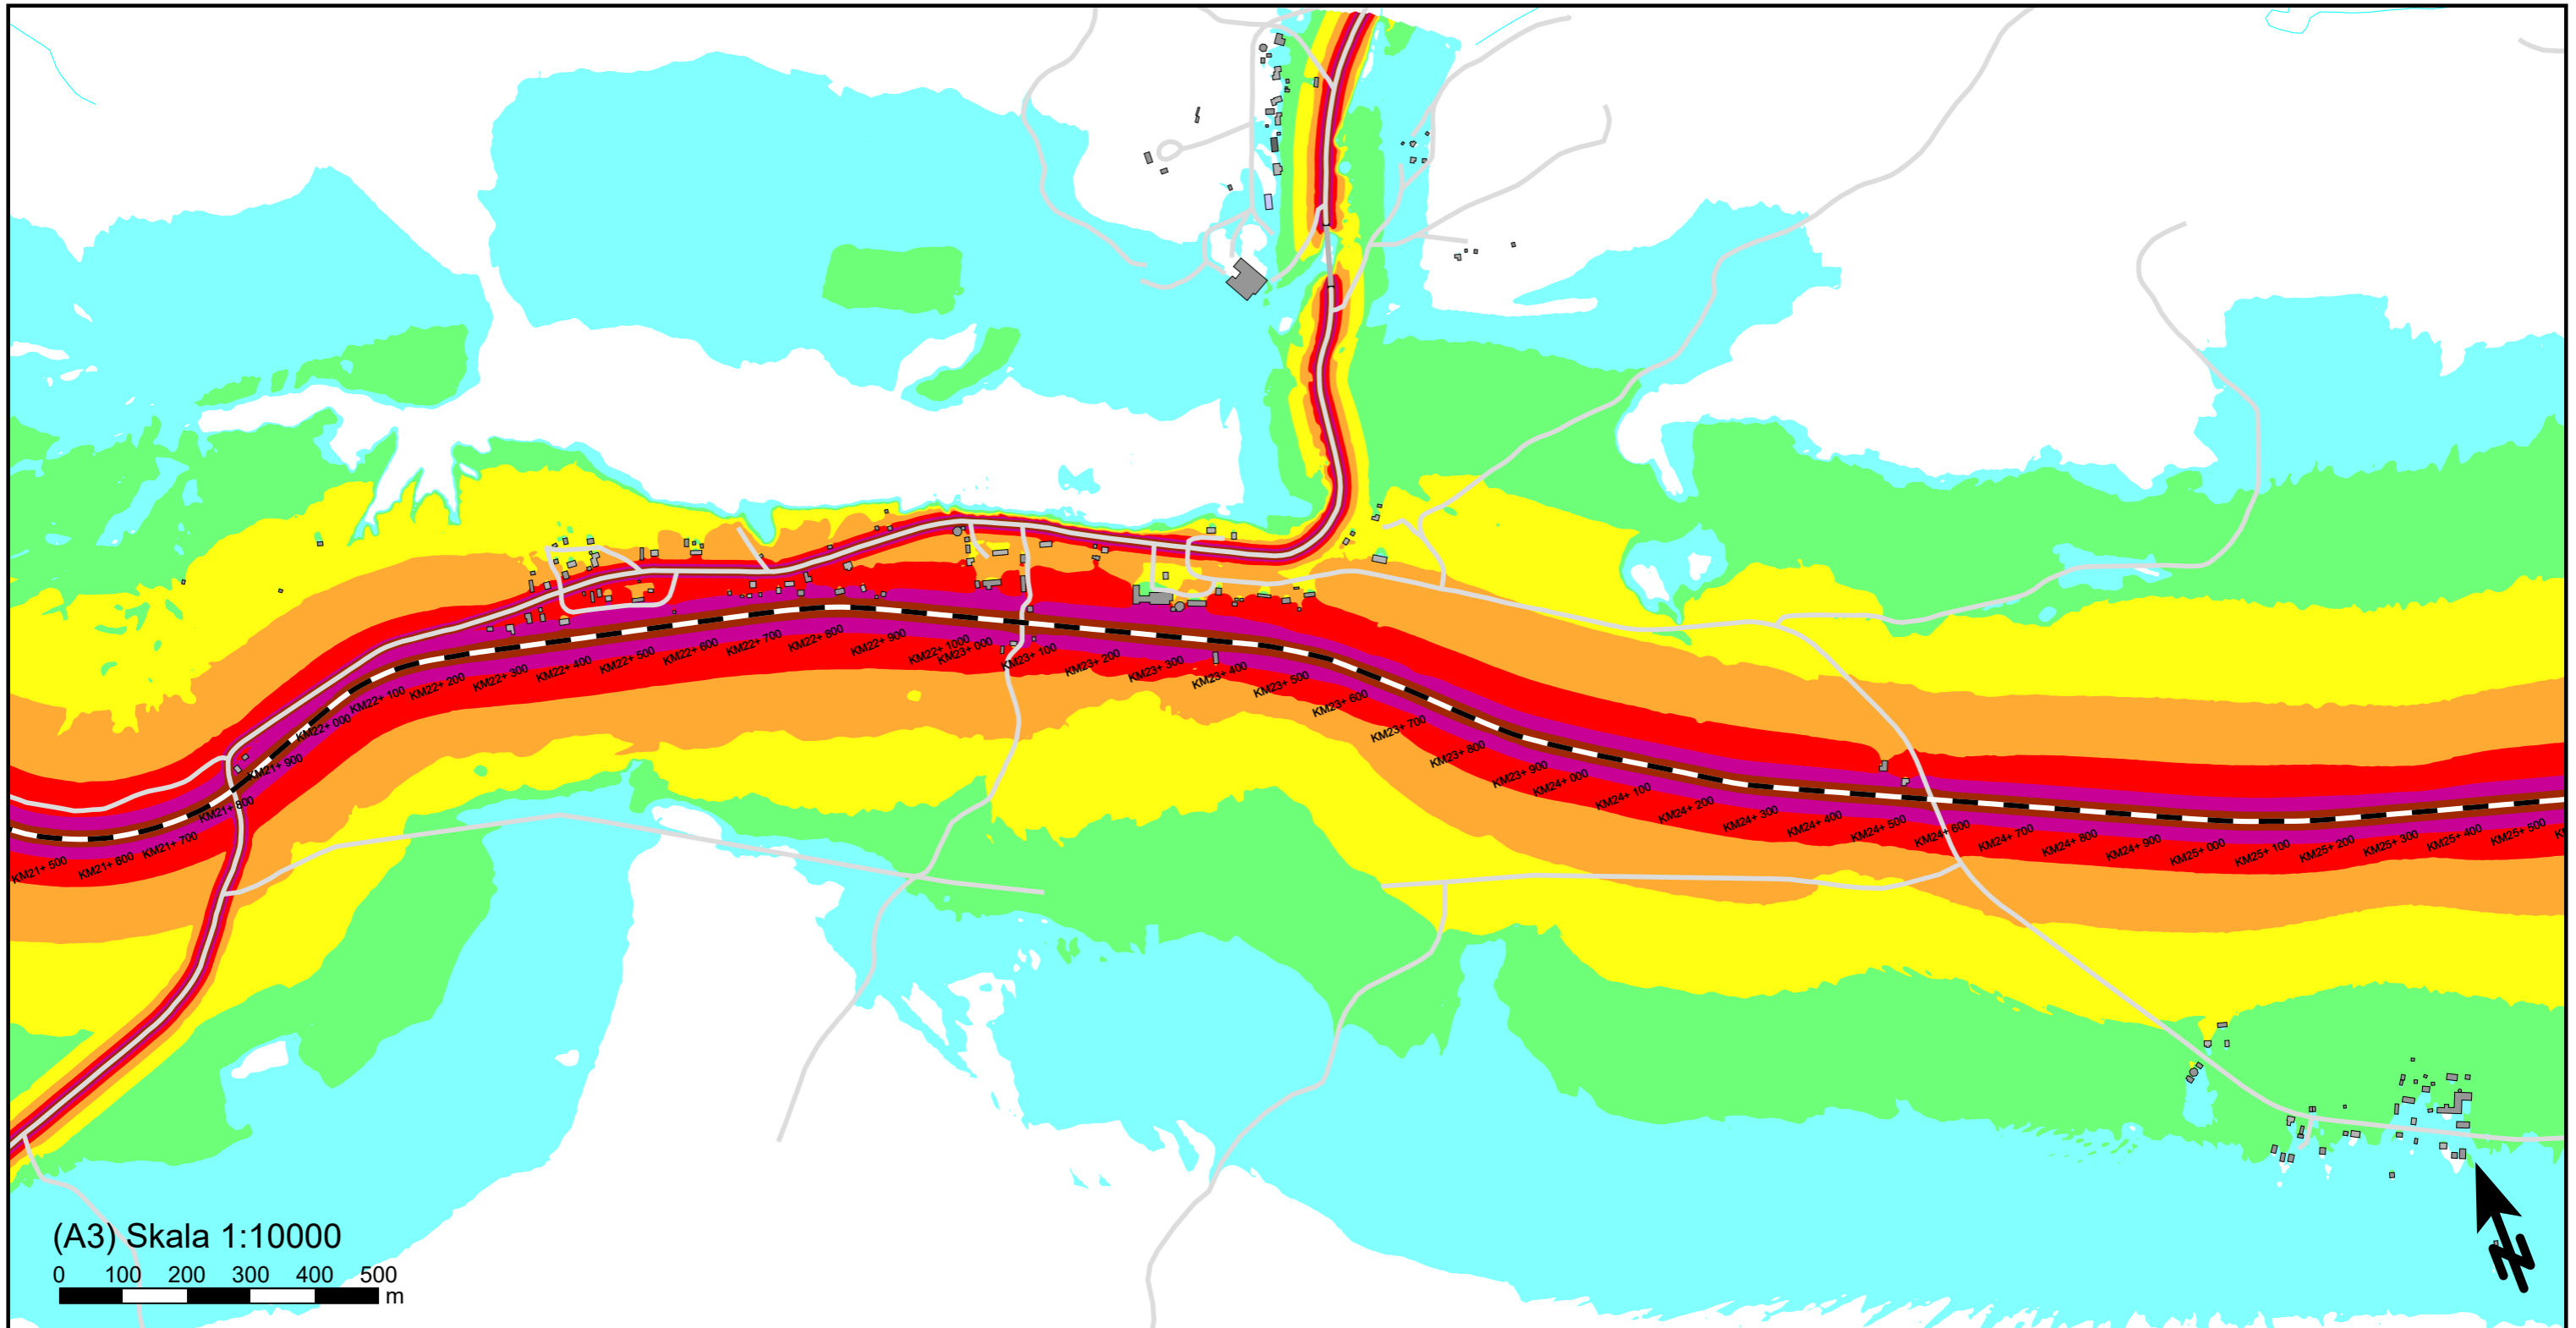 KM21+ 500
KM21+ 600
KM21+ 700
KM21+ 800
KM21+ 900
KM22+ 000
KM22+ 100
KM22+ 200
KM22+ 300
KM22+ 400
KM22+ 500
KM22+ 600
KM22+ 700
KM22+ 800
KM22+ 900
KM22+ 1000
KM23+ 000
KM23+ 100
KM23+ 200
KM23+ 300
KM23+ 400
KM23+ 500
KM23+ 600
KM23+ 700
KM23+ 800
KM23+ 900
KM24+ 000
KM24+ 100
KM24+ 200
KM24+ 300
KM24+ 400
KM24+ 500
KM24+ 600
KM24+ 700
KM24+ 800
KM24+ 900
KM25+ 000
KM25+ 100
KM25+ 200
KM25+ 300
KM25+ 400
KM25+ 500
(A3) Skala 1:10000
0 100 200 300 400 500
m
N